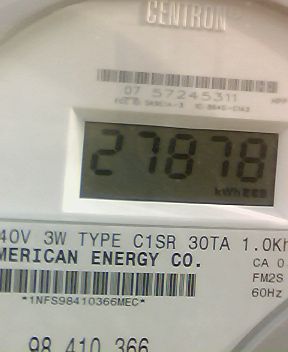 CENTRON
07 57245311
27878
kWh
40V 3W TYPE C1SR 30TA 1.0Kh
MERICAN ENERGY CO.
CA 0
FM2S
*1NFS98410366MEC*
60Hz
98 410 366